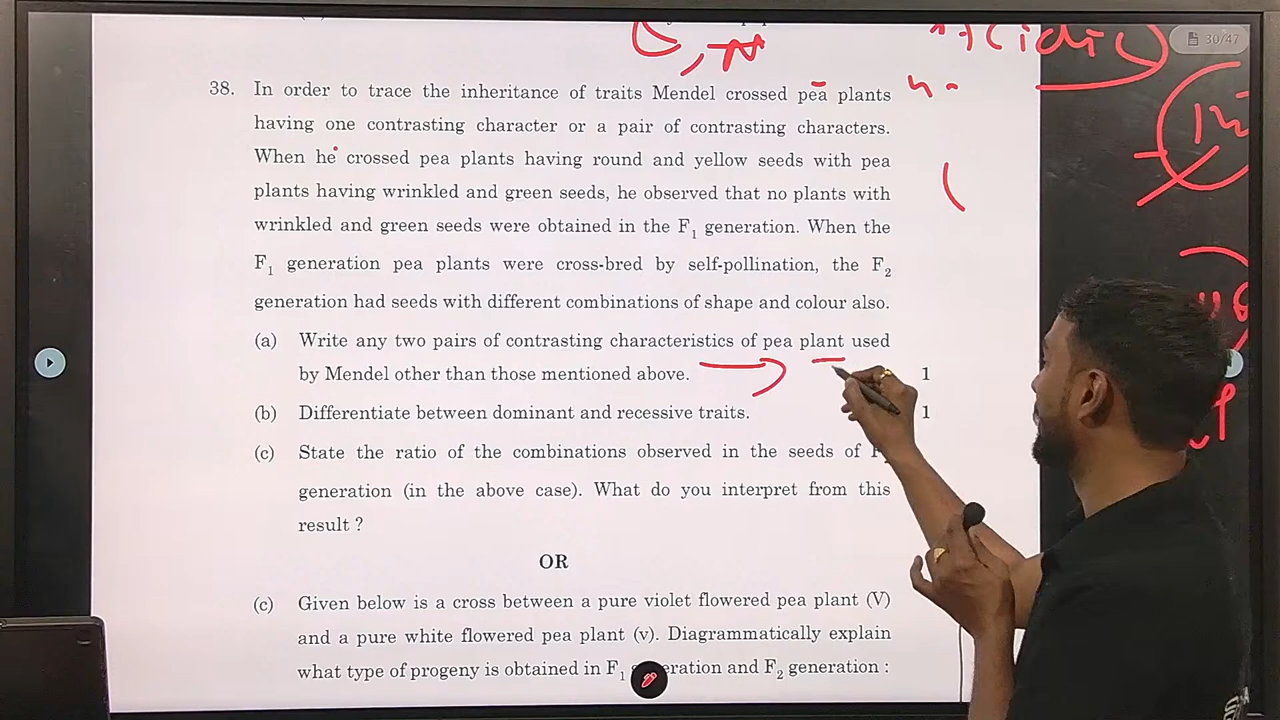 30/47
38. In order to trace the inheritance of traits Mendel crossed pea plants
having one contrasting character or a pair of contrasting characters.
When he crossed pea plants having round and yellow seeds with pea
plants having wrinkled and green seeds, he observed that no plants with
wrinkled and green seeds were obtained in the F₁ generation. When the
F₁ generation pea plants were cross-bred by self-pollination, the F₂
generation had seeds with different combinations of shape and colour also.
(a) Write any two pairs of contrasting characteristics of pea plant used
by Mendel other than those mentioned above. 1
(b) Differentiate between dominant and recessive traits. 1
(c) State the ratio of the combinations observed in the seeds of F
generation (in the above case). What do you interpret from this
result ?
OR
(c) Given below is a cross between a pure violet flowered pea plant (V)
and a pure white flowered pea plant (v). Diagrammatically explain
what type of progeny is obtained in F₁ generation and F₂ generation :